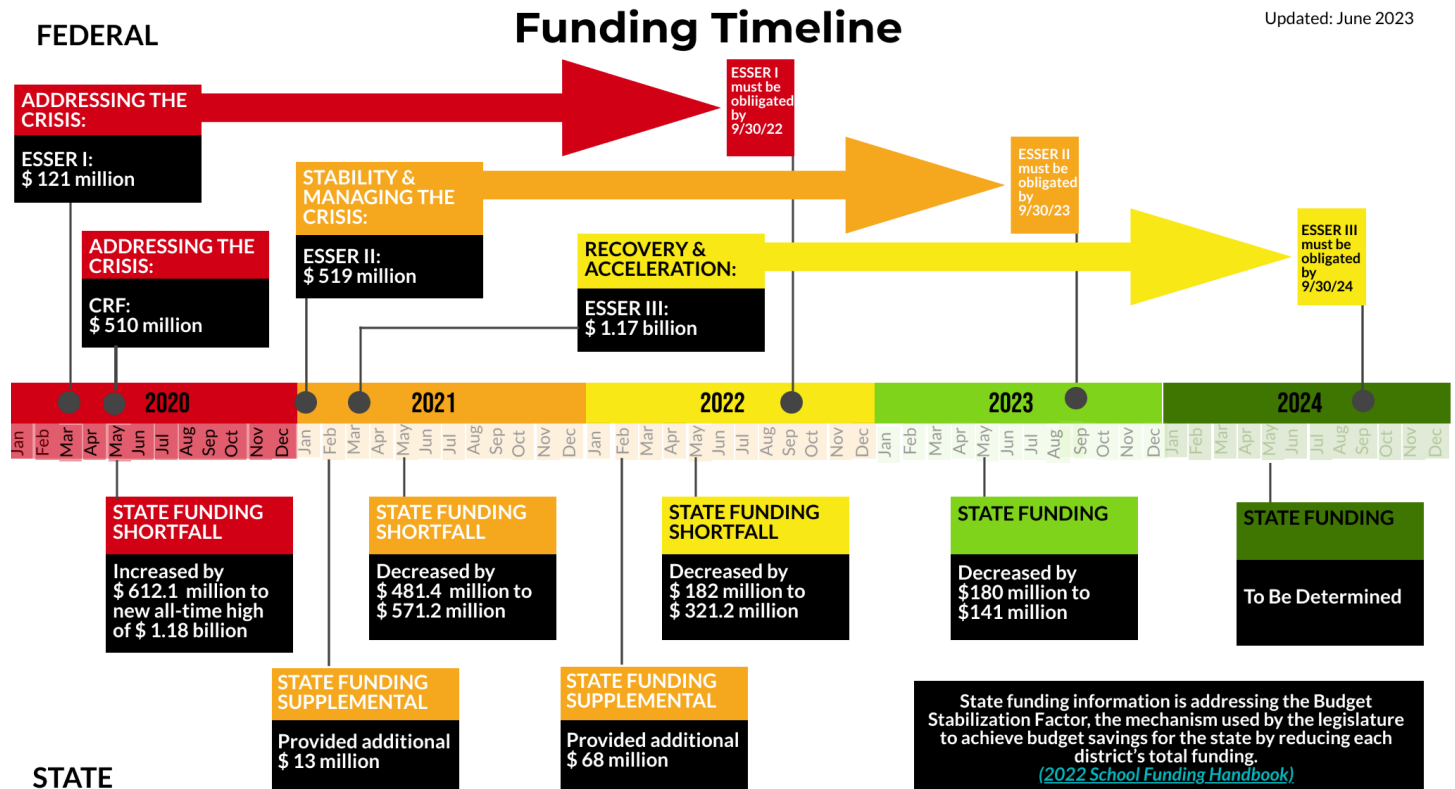 FEDERAL
Funding Timeline
Updated: June 2023
ADDRESSING THE
CRISIS:
ESSER I:
$ 121 million
ESSER I
must be
obliigated
by
9/30/22
STABILITY &
MANAGING THE
CRISIS:
ESSER II:
$ 519 million
ESSER II
must be
obligated
by
9/30/23
ADDRESSING THE
CRISIS:
CRF:
$ 510 million
RECOVERY &
ACCELERATION:
ESSER III:
$ 1.17 billion
ESSER III
must be
obligated
by
9/30/24
2020
2021
2022
2023
2024
Jan Feb Mar Apr May Jun Jul Aug Sep Oct Nov Dec Jan Feb Mar Apr May Jun Jul Aug Sep Oct Nov Dec Jan Feb Mar Apr May Jun Jul Aug Sep Oct Nov Dec Jan Feb Mar Apr May Jun Jul Aug Sep Oct Nov Dec Jan Feb Mar Apr May Jun Jul Aug Sep Oct Nov Dec
STATE FUNDING
SHORTFALL
Increased by
$ 612.1 million to
new all-time high
of $ 1.18 billion
STATE FUNDING
SHORTFALL
Decreased by
$ 481.4 million to
$ 571.2 million
STATE FUNDING
SHORTFALL
Decreased by
$ 182 million to
$ 321.2 million
STATE FUNDING
Decreased by
$180 million to
$141 million
STATE FUNDING
To Be Determined
STATE FUNDING
SUPPLEMENTAL
Provided additional
$ 13 million
STATE FUNDING
SUPPLEMENTAL
Provided additional
$ 68 million
State funding information is addressing the Budget
Stabilization Factor, the mechanism used by the legislature
to achieve budget savings for the state by reducing each
district's total funding.
(2022 School Funding Handbook)
STATE